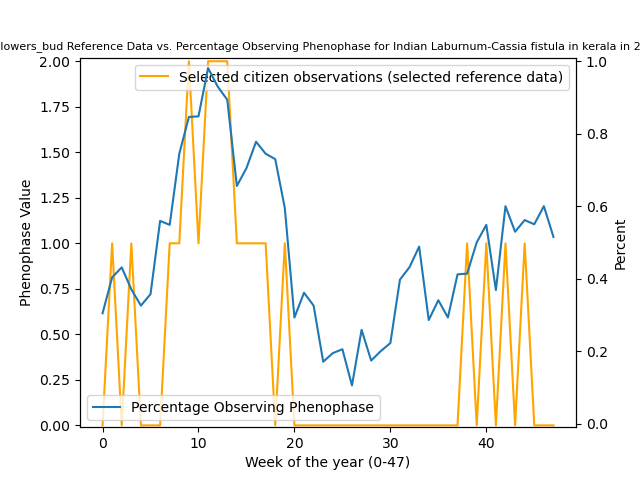 lowers_bud Reference Data vs. Percentage Observing Phenophase for Indian Laburnum-Cassia fistula in kerala in 2
Selected citizen observations (selected reference data)
Percentage Observing Phenophase
Phenophase Value
2.00
1.75
1.50
1.25
1.00
0.75
0.50
0.25
0.00
1.0
0.8
0.6
0.4
0.2
0.0
Percent
0 10 20 30 40
Week of the year (0-47)